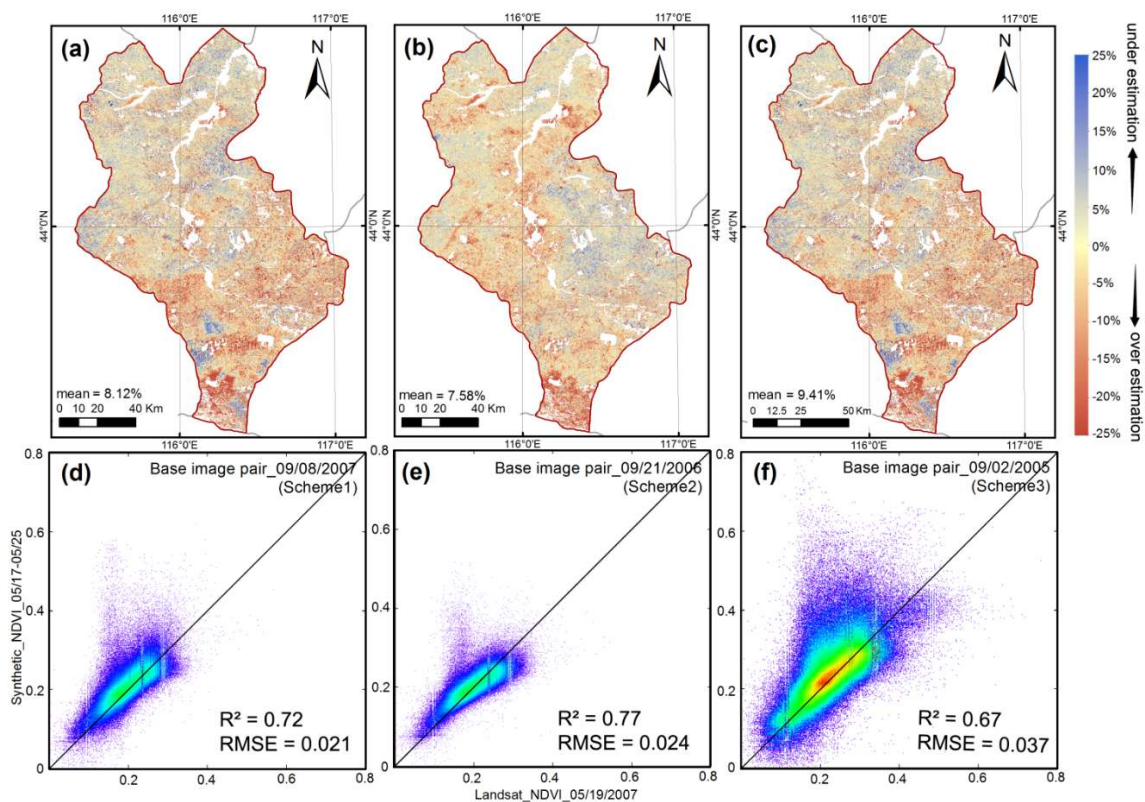 116°0'E 117°0'E 116°0'E 117°0'E 116°0'E 117°0'E
(a) (b) (c)
N N N
44°0'N 44°0'N 44°0'N
mean = 8.12% mean = 7.58% mean = 9.41%
0 10 20 40 Km 0 10 20 40 Km 0 12.5 25 50 Km
116°0'E 117°0'E 116°0'E 117°0'E 116°0'E 117°0'E
under estimation
25%
20%
15%
10%
5%
0%
-5%
-10%
-15%
-20%
-25%
over estimation
(d) Base image pair_09/08/2007
(Scheme1)
R² = 0.72
RMSE = 0.021
0.8
0.6
0.4
0.2
0
0.2 0.4 0.6 0.8
Synthetic_NDVI_05/17-05/25
(e) Base image pair_09/21/2006
(Scheme2)
R² = 0.77
RMSE = 0.024
0.8
0.6
0.4
0.2
0
0.2 0.4 0.6 0.8
Landsat_NDVI_05/19/2007
(f) Base image pair_09/02/2005
(Scheme3)
R² = 0.67
RMSE = 0.037
0.8
0.6
0.4
0.2
0
0.2 0.4 0.6 0.8